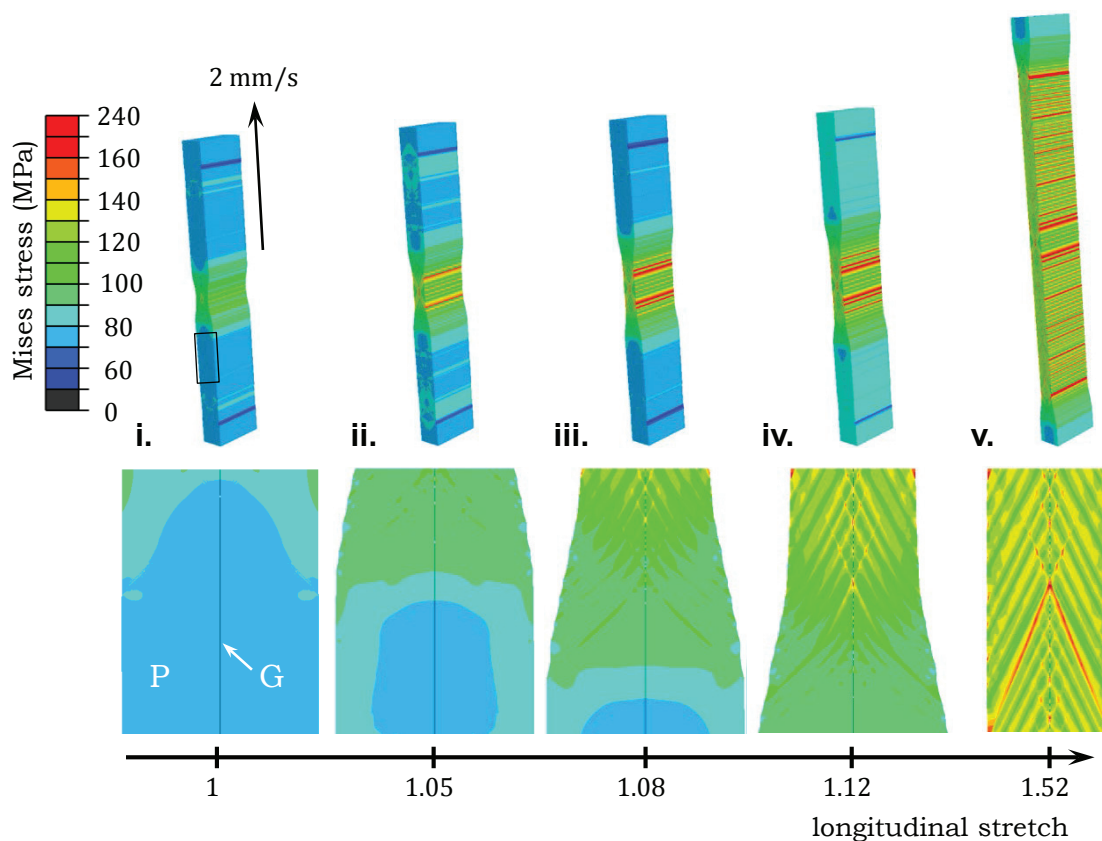 2 mm/s
Mises stress (MPa)
240
160
140
120
100
80
60
0
i.
ii.
iii.
iv.
v.
P
G
1
1.05
1.08
1.12
1.52
longitudinal stretch